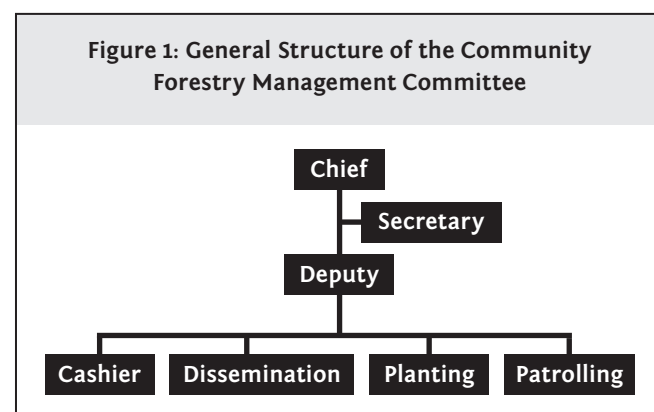 Figure 1: General Structure of the Community
Forestry Management Committee
Chief
Secretary
Deputy
Cashier Dissemination Planting Patrolling